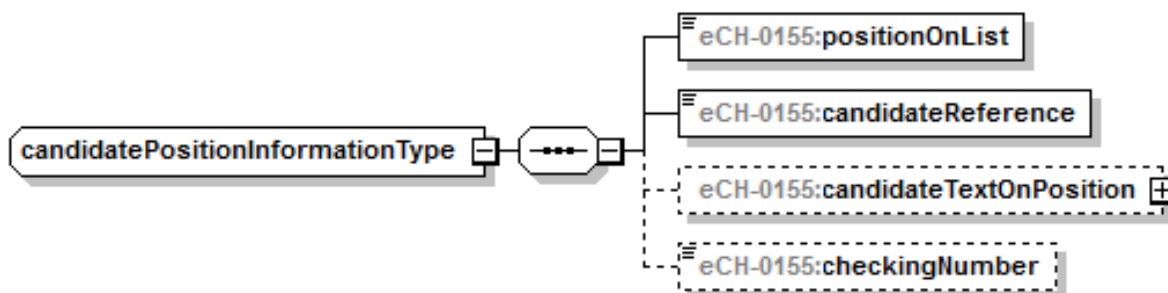 eCH-0155:positionOnList
eCH-0155:candidateReference
candidatePositionInformationType
eCH-0155:candidateTextOnPosition
eCH-0155:checkingNumber